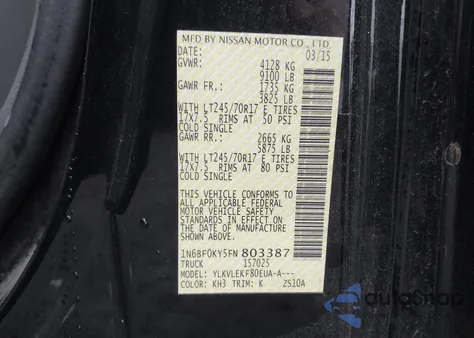 MFD BY NISSAN MOTOR CO., LTD.
DATE: 03/15
GVWR: 4128 KG
9100 LB
GAWR FR.: 1735 KG
3825 LB
WITH LT245/70R17 E TIRES
17X7.5 RIMS AT 50 PSI
COLD SINGLE
GAWR RR.: 2665 KG
5875 LB
WITH LT245/70R17 E TIRES
17X7.5 RIMS AT 80 PSI
COLD SINGLE
THIS VEHICLE CONFORMS TO
ALL APPLICABLE FEDERAL
MOTOR VEHICLE SAFETY
STANDARDS IN EFFECT ON
THE DATE OF MANUFACTURE
SHOWN ABOVE.
1N6BF0KY5FN 803387
TRUCK 157025
MODEL: YLKVLEKF80EUA-A---
COLOR: KH3 TRIM: K ZS10A
autoSnap